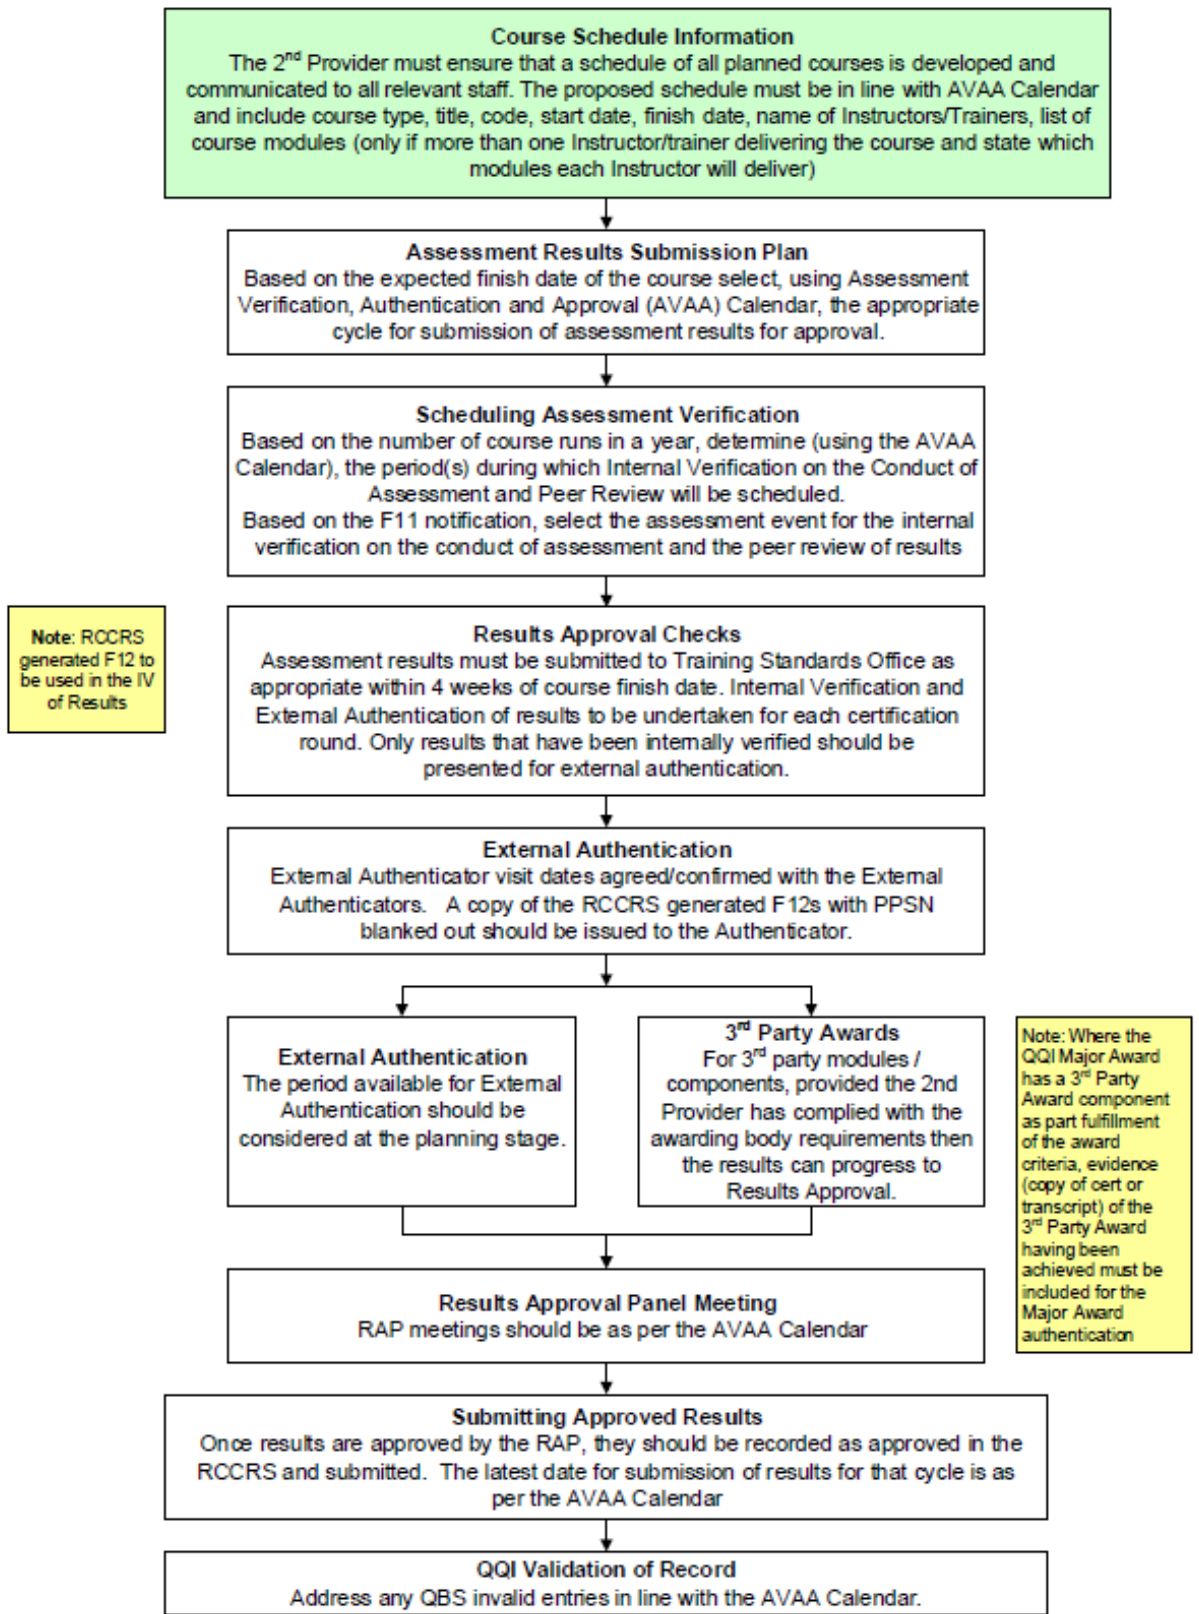 Course Schedule Information
The 2nd Provider must ensure that a schedule of all planned courses is developed and
communicated to all relevant staff. The proposed schedule must be in line with AVAA Calendar
and include course type, title, code, start date, finish date, name of Instructors/Trainers, list of
course modules (only if more than one Instructor/trainer delivering the course and state which
modules each Instructor will deliver)
Assessment Results Submission Plan
Based on the expected finish date of the course select, using Assessment
Verification, Authentication and Approval (AVAA) Calendar, the appropriate
cycle for submission of assessment results for approval.
Scheduling Assessment Verification
Based on the number of course runs in a year, determine (using the AVAA
Calendar), the period(s) during which Internal Verification on the Conduct of
Assessment and Peer Review will be scheduled.
Based on the F11 notification, select the assessment event for the internal
verification on the conduct of assessment and the peer review of results
Note: RCCRS
generated F12 to
be used in the IV
of Results
Results Approval Checks
Assessment results must be submitted to Training Standards Office as
appropriate within 4 weeks of course finish date. Internal Verification and
External Authentication of results to be undertaken for each certification
round. Only results that have been internally verified should be
presented for external authentication.
External Authentication
External Authenticator visit dates agreed/confirmed with the External
Authenticators. A copy of the RCCRS generated F12s with PPSN
blanked out should be issued to the Authenticator.
External Authentication
The period available for External
Authentication should be
considered at the planning stage.
3rd Party Awards
For 3rd party modules /
components, provided the 2nd
Provider has complied with the
awarding body requirements then
the results can progress to
Results Approval.
Note: Where the
QQI Major Award
has a 3rd Party
Award component
as part fulfillment
of the award
criteria, evidence
(copy of cert or
transcript) of the
3rd Party Award
having been
achieved must be
included for the
Major Award
authentication
Results Approval Panel Meeting
RAP meetings should be as per the AVAA Calendar
Submitting Approved Results
Once results are approved by the RAP, they should be recorded as approved in the
RCCRS and submitted. The latest date for submission of results for that cycle is as
per the AVAA Calendar
QQI Validation of Record
Address any QBS invalid entries in line with the AVAA Calendar.